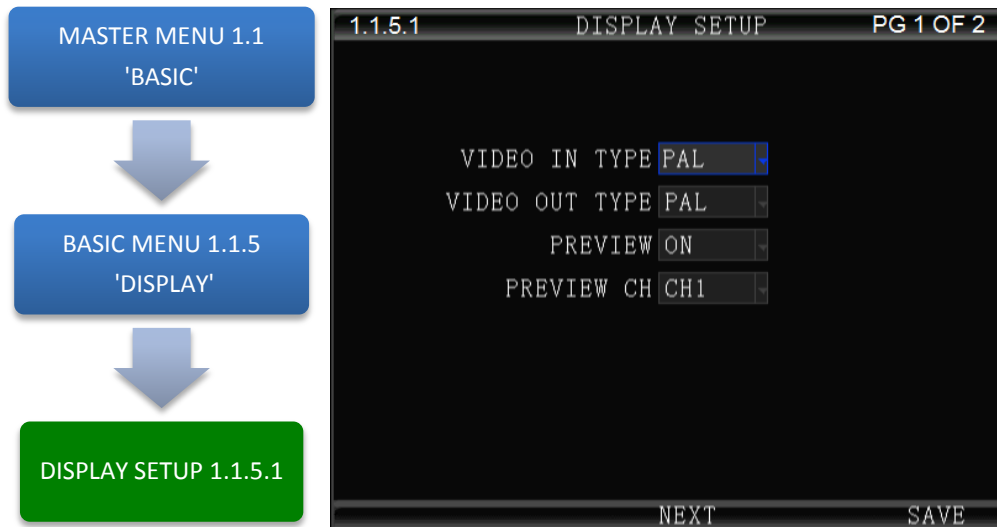 MASTER MENU 1.1
'BASIC'
BASIC MENU 1.1.5
'DISPLAY'
DISPLAY SETUP 1.1.5.1
1.1.5.1 DISPLAY SETUP PG 1 OF 2
VIDEO IN TYPE PAL
VIDEO OUT TYPE PAL
PREVIEW ON
PREVIEW CH CH1
NEXT SAVE